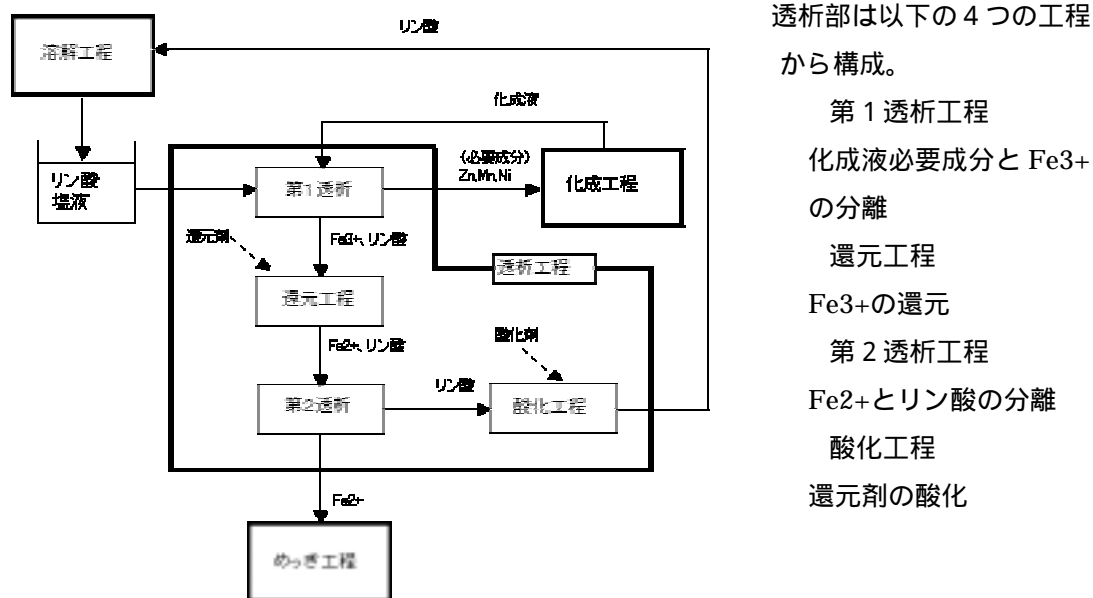 リン酸
溶解工程
化成液
リン酸
塩液
第1透析
(必要成分)
Zn,Mn,Ni
化成工程
還元剤、
Fe3+、リン酸
透析工程
還元工程
Fe2+、リン酸
酸化剤
リン酸
第2透析
酸化工程
Fe2+
めっき工程
透析部は以下の4つの工程
から構成。
第1透析工程
化成液必要成分と Fe3+
の分離
還元工程
Fe3+の還元
第2透析工程
Fe2+とリン酸の分離
酸化工程
還元剤の酸化